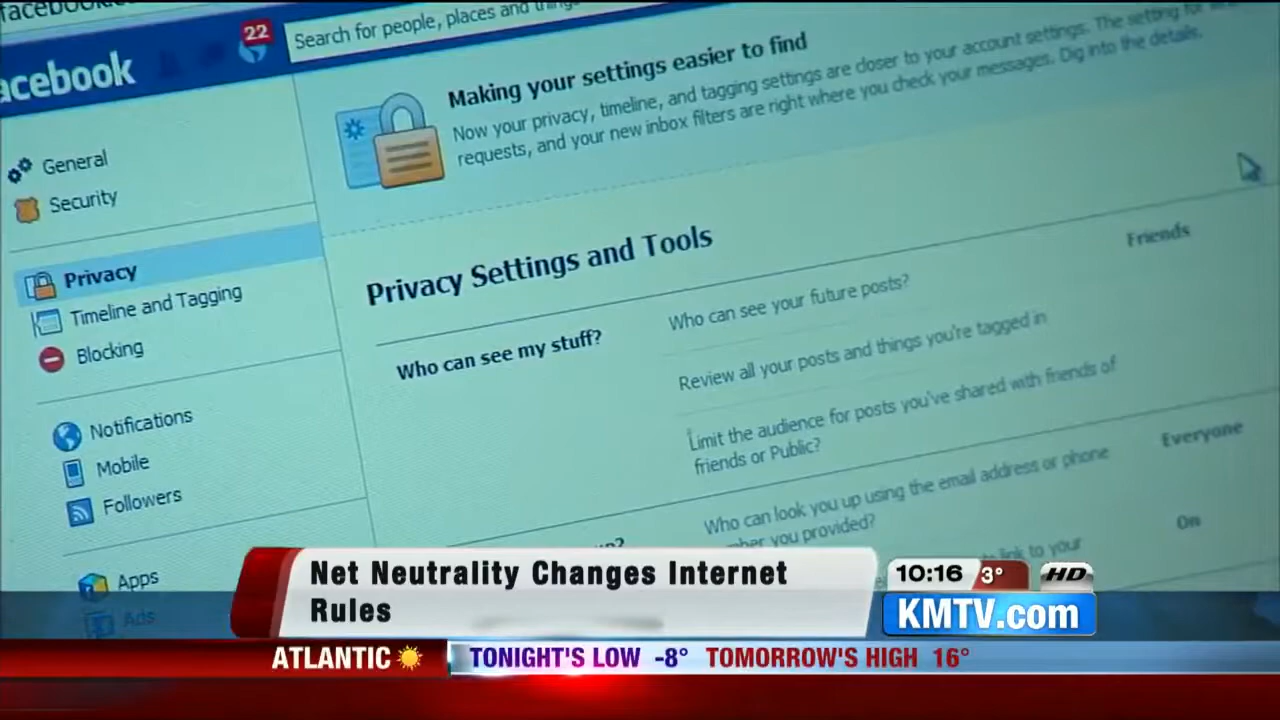 facebook
22
Search for people, places and
acebook
Making your settings easier to find
Now your privacy, timeline, and tagging settings are closer to your account settings. The setting for
requests, and your new inbox filters are right where you check your messages. Dig into the details.
General
Security
Privacy
Timeline and Tagging
Blocking
Notifications
Mobile
Followers
Apps
Ads
Privacy Settings and Tools
Who can see my stuff?
Who can see your future posts?
Friends
Review all your posts and things you're tagged in
Limit the audience for posts you've shared with friends of
friends or Public?
Who can look you up using the email address or phone
Everyone
you provided?
link to your
On
Net Neutrality Changes Internet
Rules
10:16 3° HD
KMTV.com
ATLANTIC TONIGHT'S LOW -8° TOMORROW'S HIGH 16°